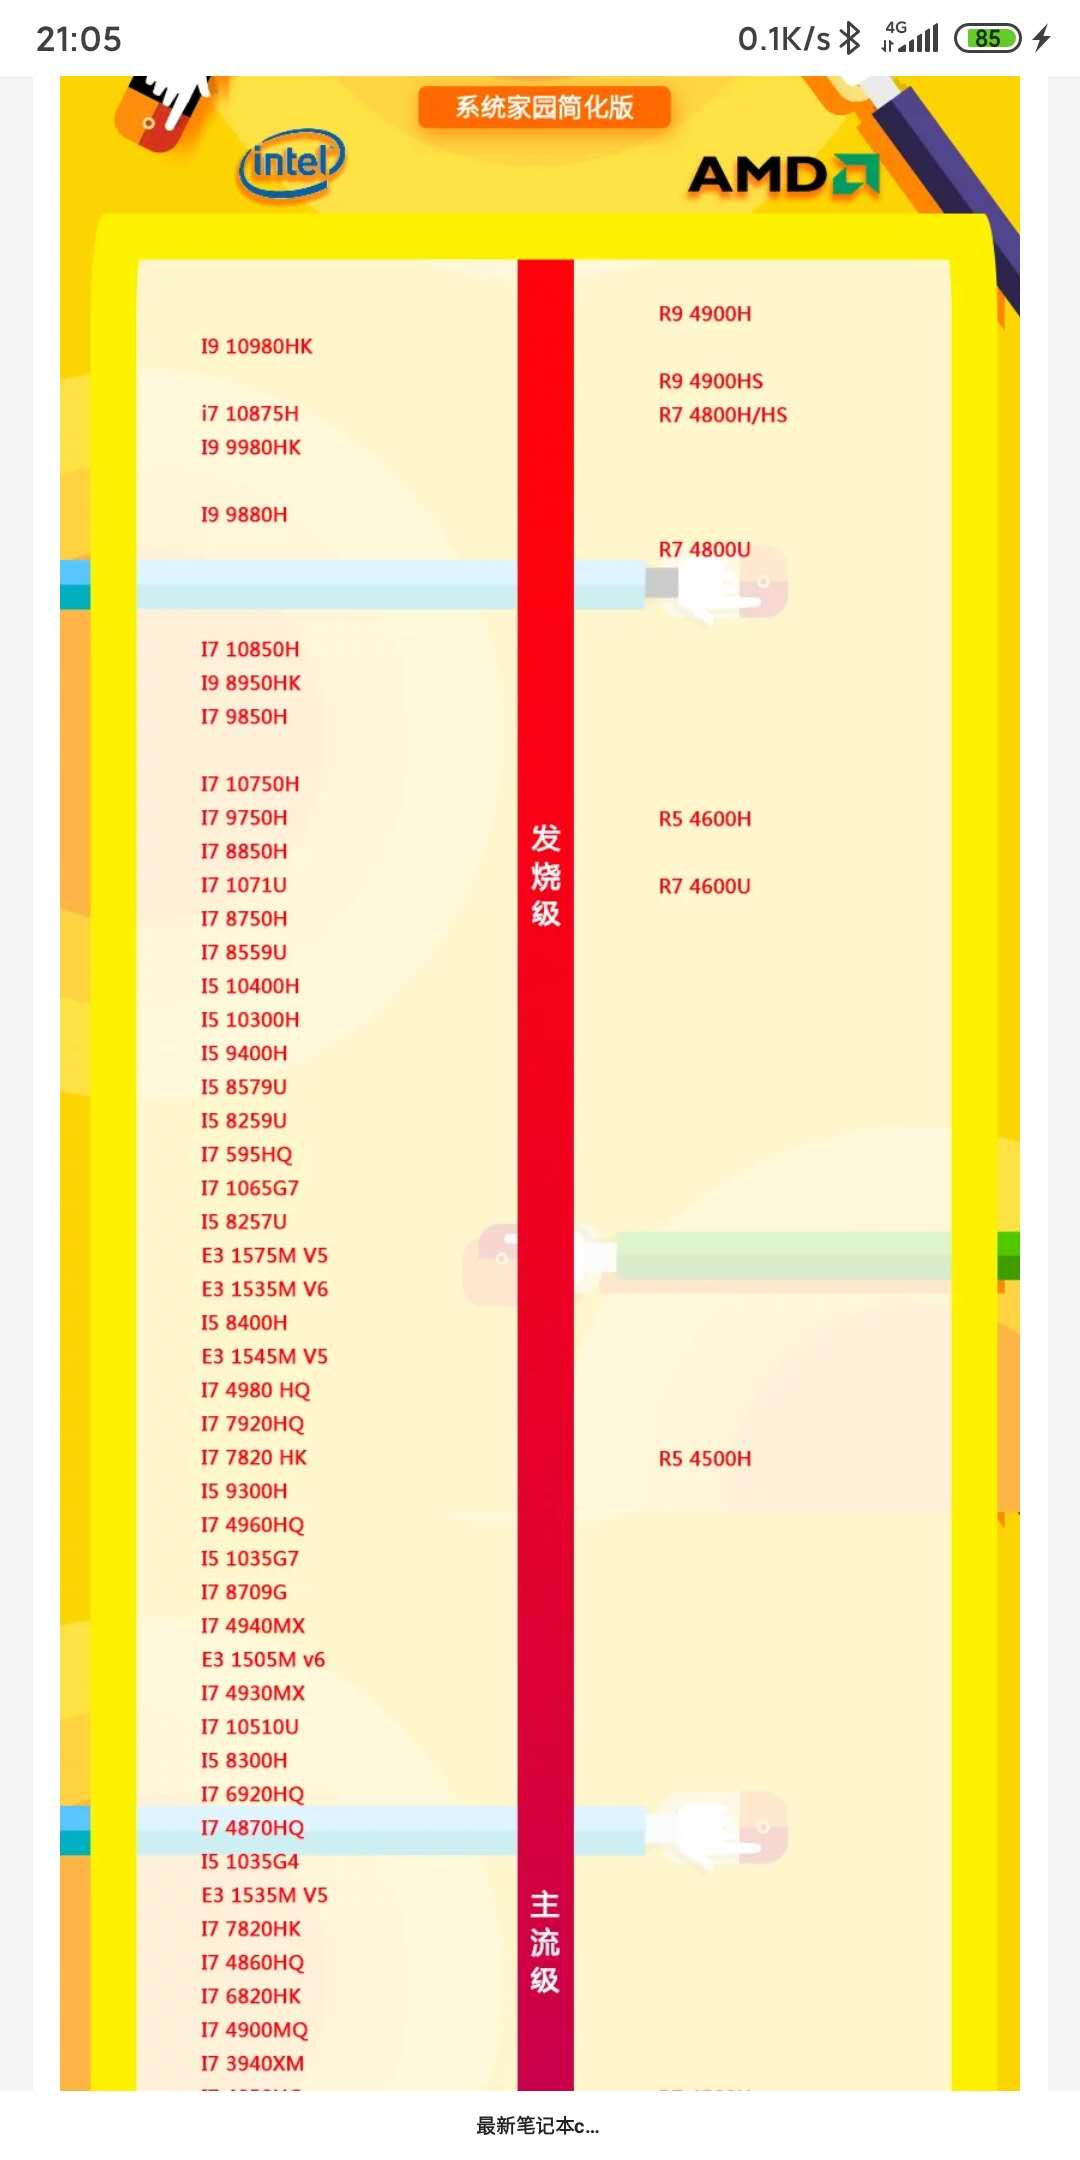 21:05
0.1K/s 4G 85
系统家园简化版
intel
AMD
R9 4900H
I9 10980HK
R9 4900HS
i7 10875H
R7 4800H/HS
I9 9980HK
I9 9880H
R7 4800U
I7 10850H
I9 8950HK
I7 9850H
I7 10750H
I7 9750H
R5 4600H
发烧级
I7 8850H
I7 1071U
R7 4600U
I7 8750H
I7 8559U
I5 10400H
I5 10300H
I5 9400H
I5 8579U
I5 8259U
I7 595HQ
I7 1065G7
I5 8257U
E3 1575M V5
E3 1535M V6
I5 8400H
E3 1545M V5
I7 4980 HQ
I7 7920HQ
I7 7820 HK
R5 4500H
I5 9300H
I7 4960HQ
I5 1035G7
I7 8709G
I7 4940MX
E3 1505M v6
I7 4930MX
I7 10510U
I5 8300H
I7 6920HQ
I7 4870HQ
I5 1035G4
E3 1535M V5
主流级
I7 7820HK
I7 4860HQ
I7 6820HK
I7 4900MQ
I7 3940XM
最新笔记本c...